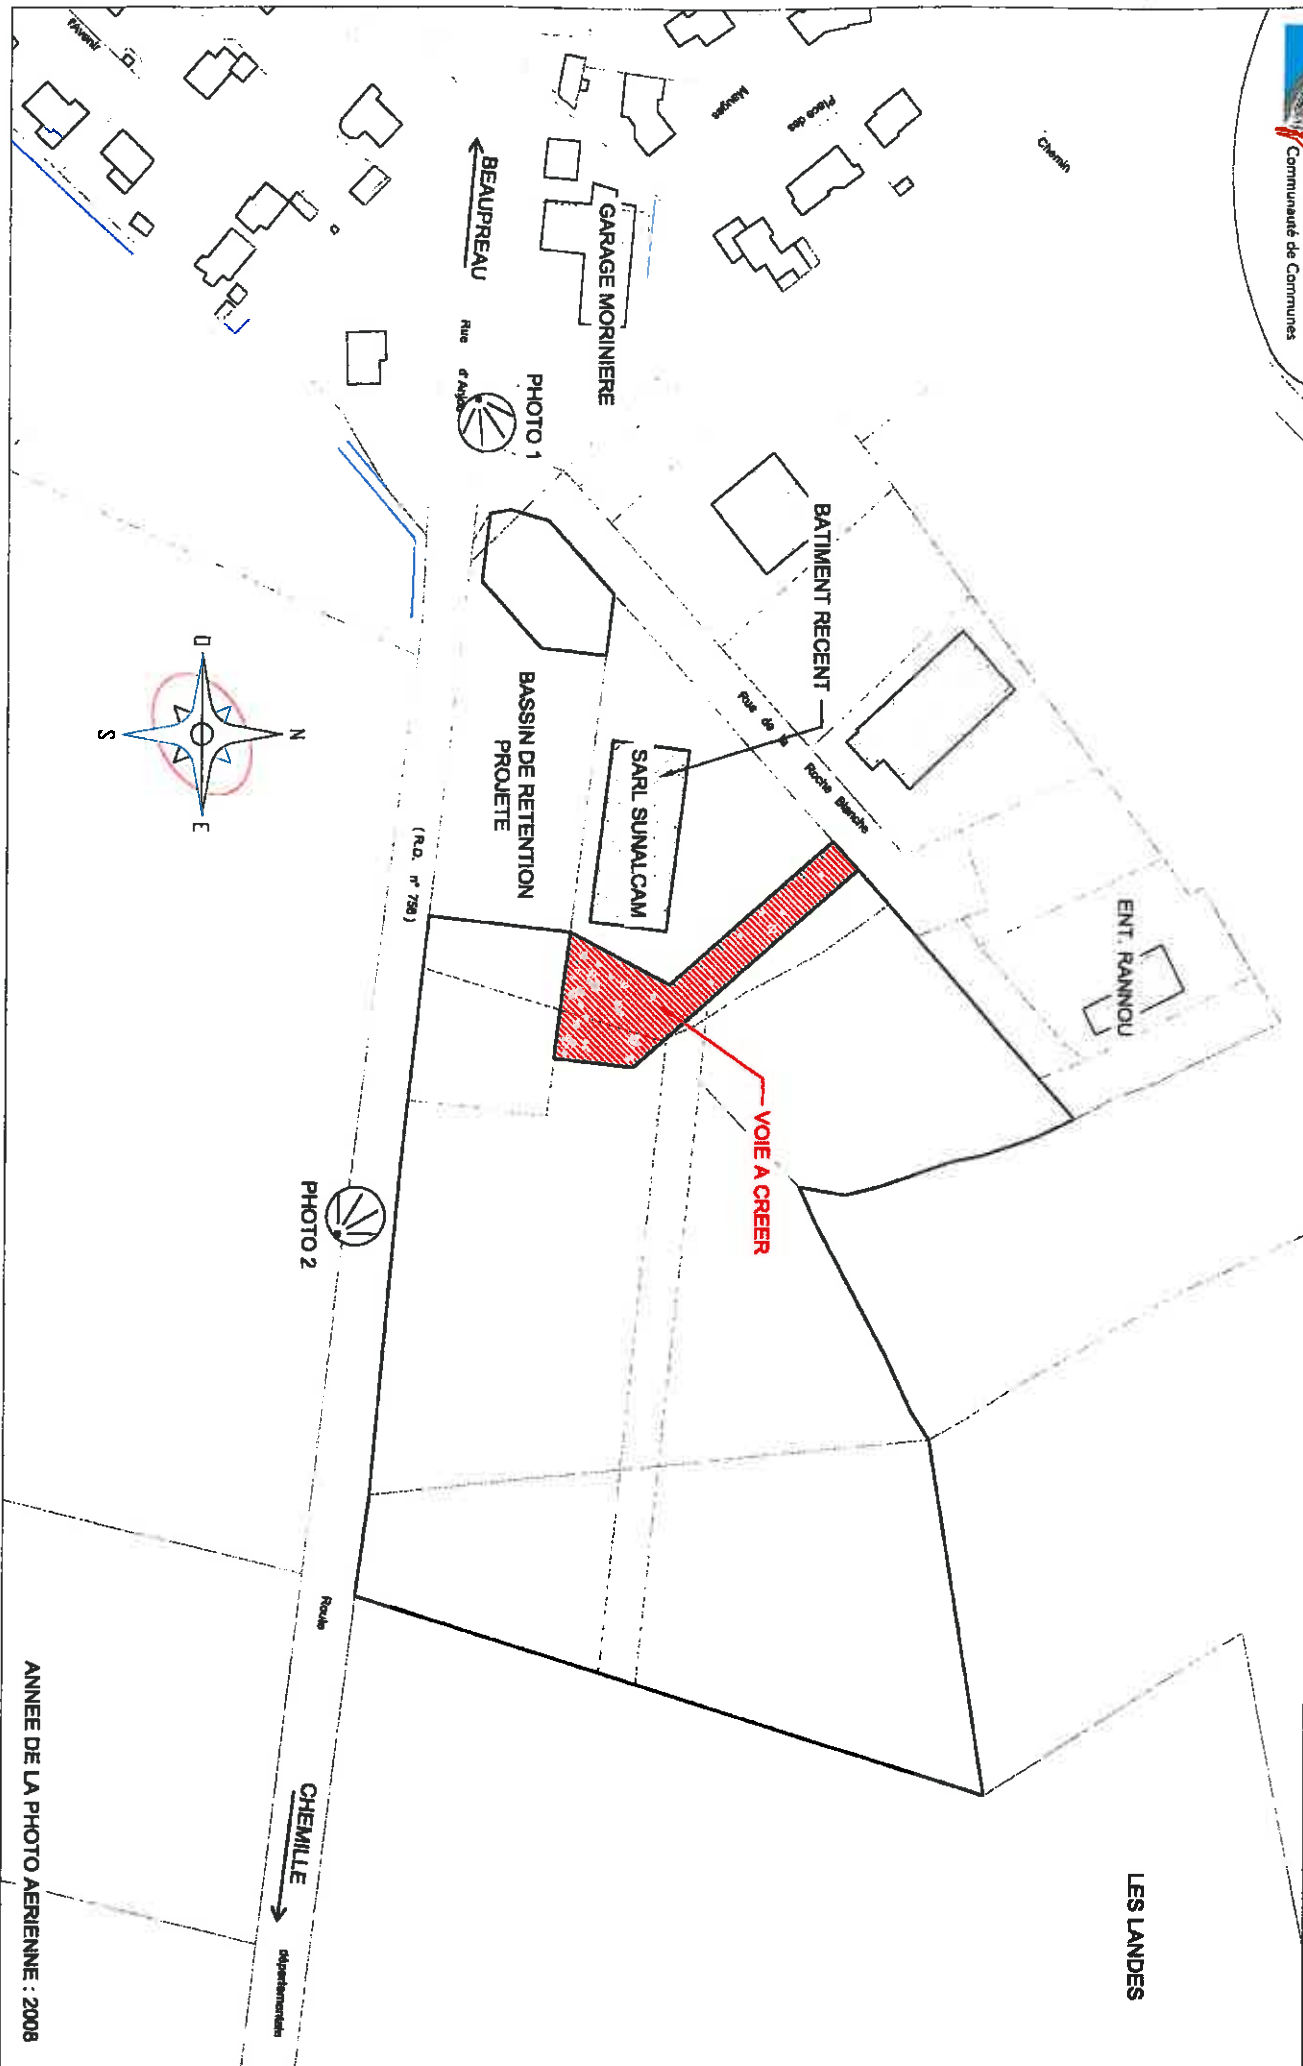 Communauté de Communes
Chemin
Place des
Mauges
l'Avenir
BEAUPREAU
GARAGE MORINIERE
Rue d'Anjou
PHOTO 1
BATIMENT RECENT
Rue de la Roche Blanche
SARL SUNALCAM
BASSIN DE RETENTION
PROJETE
ENT. RANNOU
(R.D. n° 756)
N
O
E
S
VOIE A CREER
PHOTO 2
Route
départementale
CHEMILLE
LES LANDES
ANNEE DE LA PHOTO AERIENNE : 2008